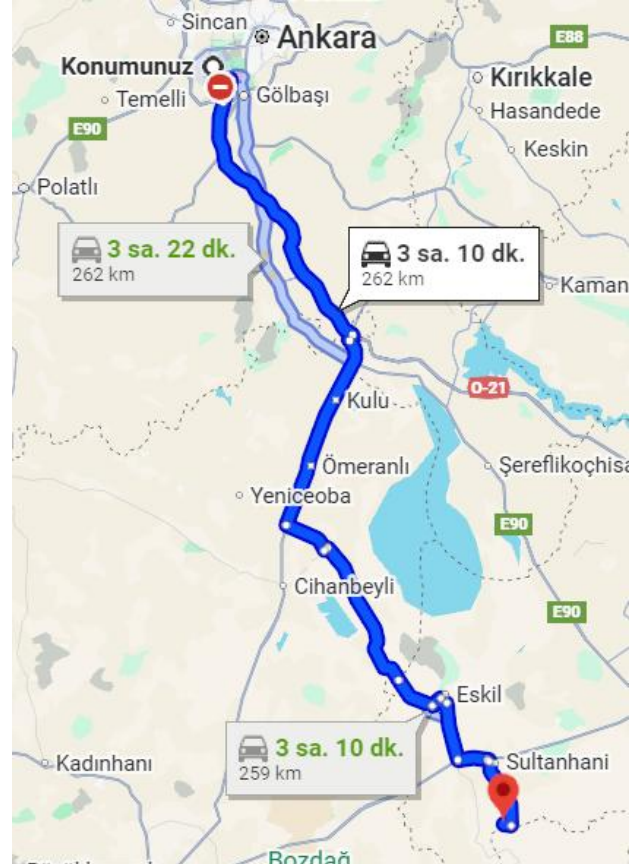 Sincan
Ankara
E88
Konumunuz
Kırıkkale
Temelli
Gölbaşı
Hasandede
E90
Keskin
Polatlı
3 sa. 22 dk.
262 km
3 sa. 10 dk.
262 km
Kaman
O-21
Kulu
Ömeranlı
Şereflikoçhisa
Yeniceoba
E90
Cihanbeyli
E90
Eskil
3 sa. 10 dk.
259 km
Kadınhanı
Sultanhani
Bozdağ